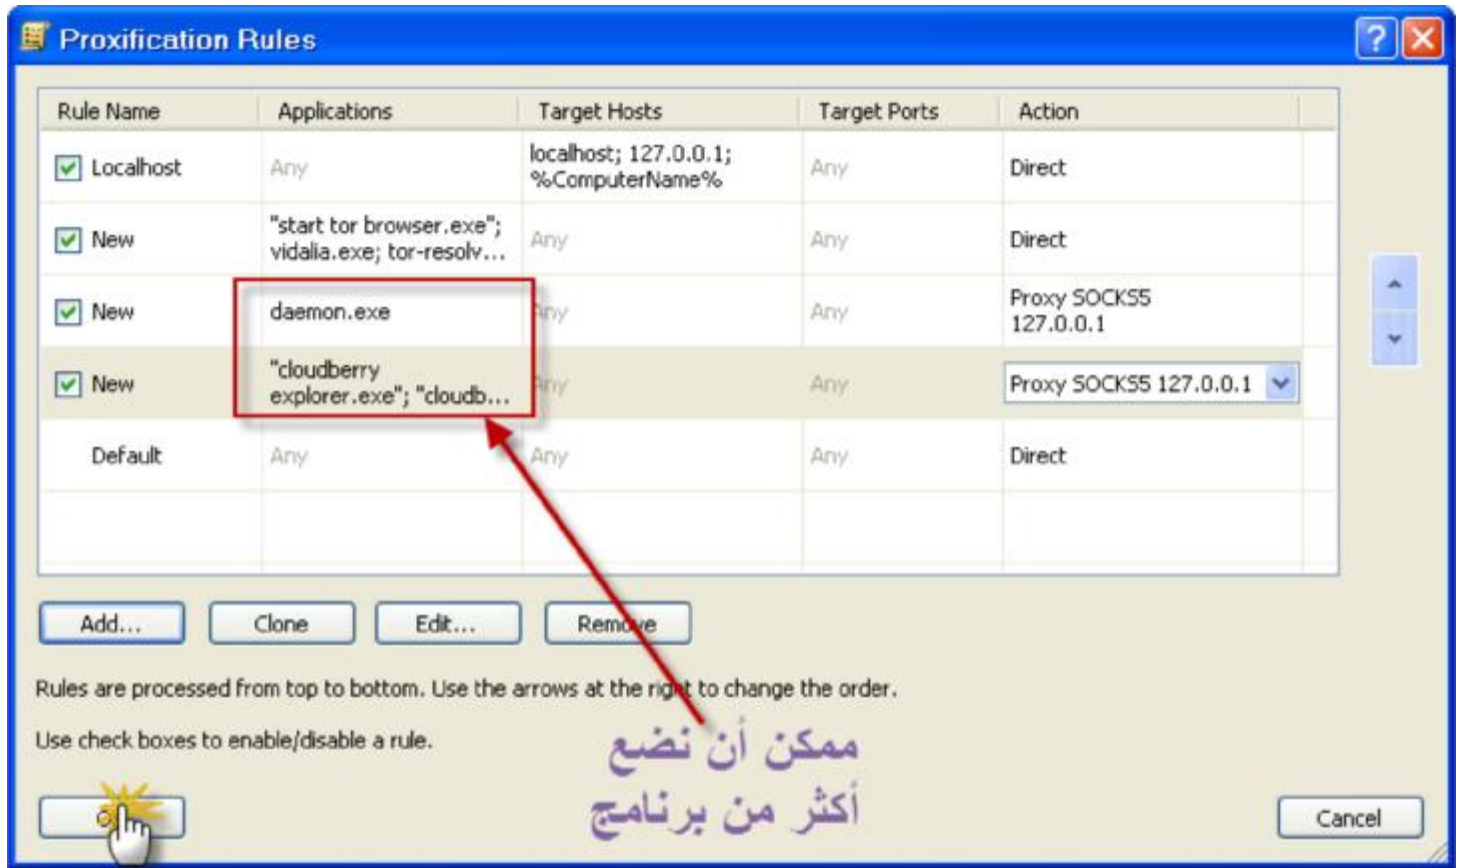 Proxification Rules
Rule Name Applications Target Hosts Target Ports Action
Localhost Any localhost; 127.0.0.1; Any Direct
%ComputerName%
New "start tor browser.exe"; Any Any Direct
vidalia.exe; tor-resolv...
New daemon.exe Any Any Proxy SOCKS5
127.0.0.1
New "cloudberry Any Any Proxy SOCKS5 127.0.0.1
explorer.exe"; "cloudb...
Default Any Any Any Direct
Add... Clone Edit... Remove
Rules are processed from top to bottom. Use the arrows at the right to change the order.
Use check boxes to enable/disable a rule.
ممكن أن نضع
أكثر من برنامج
Cancel